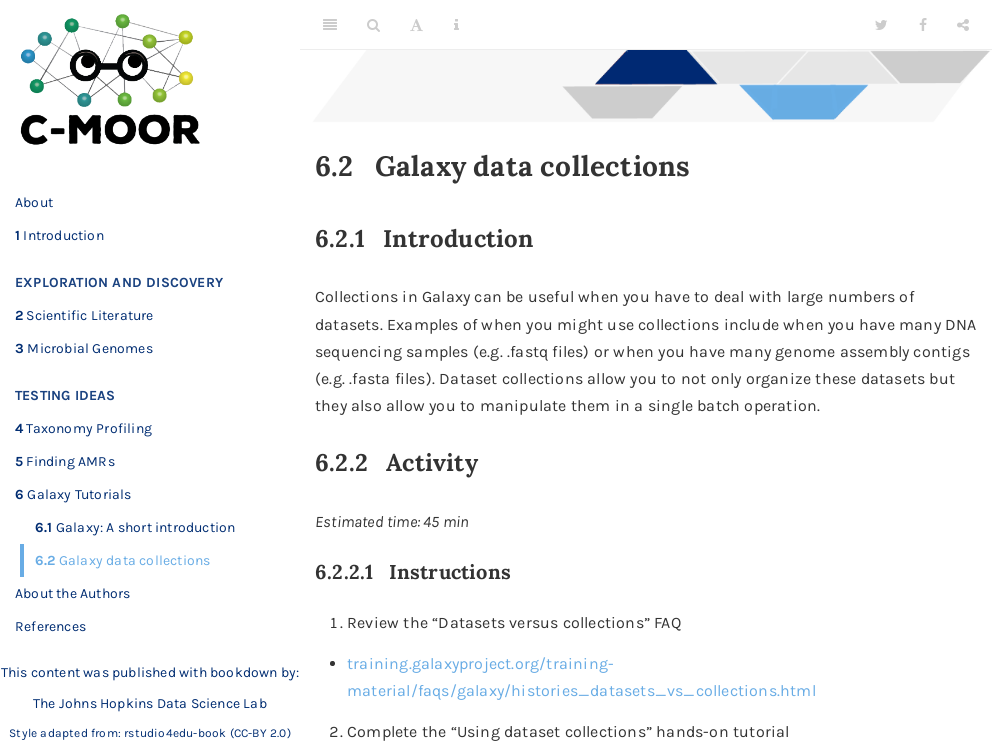 C-MOOR
About
1 Introduction
EXPLORATION AND DISCOVERY
2 Scientific Literature
3 Microbial Genomes
TESTING IDEAS
4 Taxonomy Profiling
5 Finding AMRs
6 Galaxy Tutorials
6.1 Galaxy: A short introduction
6.2 Galaxy data collections
About the Authors
References
This content was published with bookdown by:
The Johns Hopkins Data Science Lab
Style adapted from: rstudio4edu-book (CC-BY 2.0)
6.2 Galaxy data collections
6.2.1 Introduction
Collections in Galaxy can be useful when you have to deal with large numbers of
datasets. Examples of when you might use collections include when you have many DNA
sequencing samples (e.g. .fastq files) or when you have many genome assembly contigs
(e.g. .fasta files). Dataset collections allow you to not only organize these datasets but
they also allow you to manipulate them in a single batch operation.
6.2.2 Activity
Estimated time: 45 min
6.2.2.1 Instructions
1. Review the “Datasets versus collections” FAQ
• training.galaxyproject.org/training-
material/faqs/galaxy/histories_datasets_vs_collections.html
2. Complete the “Using dataset collections” hands-on tutorial